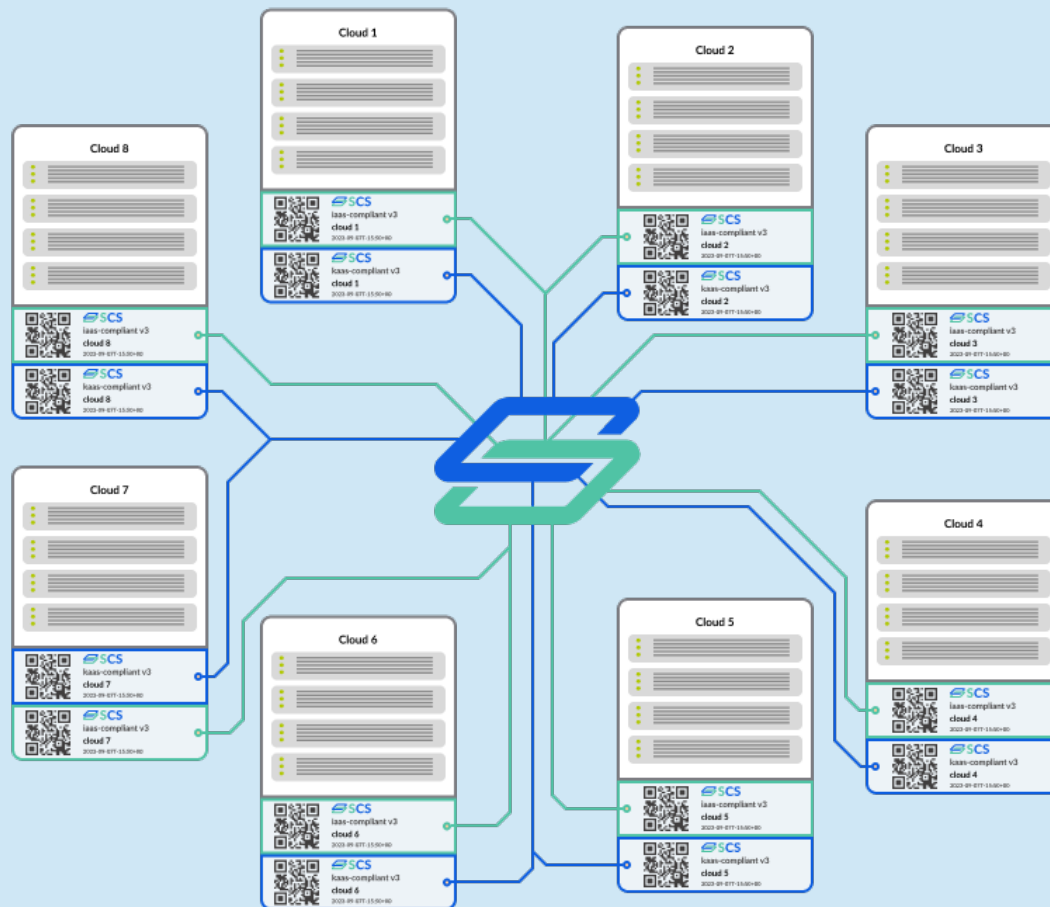 Cloud 1
SCS
iaas-compliant v3
cloud 1
SCS
kaas-compliant v3
cloud 1
Cloud 2
SCS
iaas-compliant v3
cloud 2
SCS
kaas-compliant v3
cloud 2
Cloud 8
SCS
iaas-compliant v3
cloud 8
SCS
kaas-compliant v3
cloud 8
Cloud 3
SCS
iaas-compliant v3
cloud 3
SCS
kaas-compliant v3
cloud 3
Cloud 7
SCS
kaas-compliant v3
cloud 7
SCS
iaas-compliant v3
cloud 7
Cloud 4
SCS
iaas-compliant v3
cloud 4
SCS
kaas-compliant v3
cloud 4
Cloud 6
SCS
iaas-compliant v3
cloud 6
SCS
kaas-compliant v3
cloud 6
Cloud 5
SCS
iaas-compliant v3
cloud 5
SCS
kaas-compliant v3
cloud 5